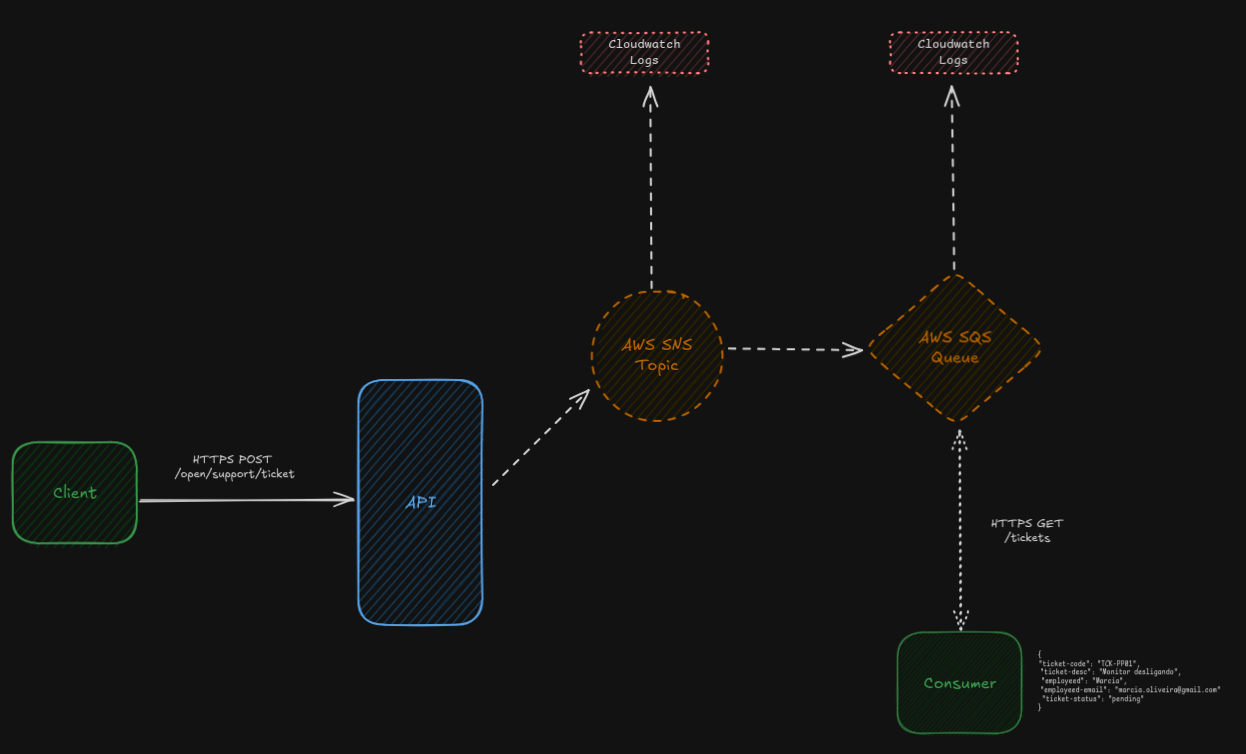 Cloudwatch
Logs
Cloudwatch
Logs
AWS SNS
Topic
AWS SQS
Queue
HTTPS POST
/open/support/ticket
Client
API
HTTPS GET
/tickets
Consumer
{
"ticket-code": "TCK-PP01",
"ticket-desc": "Monitor desligando",
"employeed": "Marcia",
"employeed-email": "marcia.oliveira@gmail.com"
"ticket-status": "pending"
}